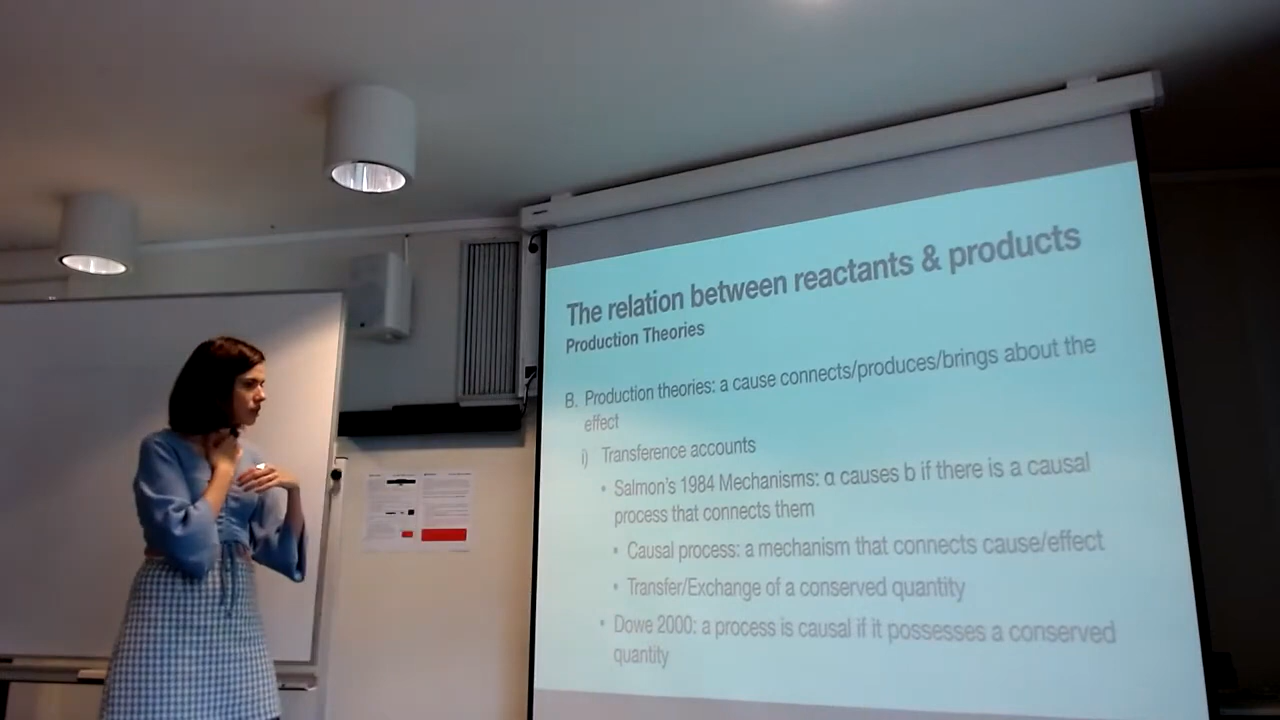 The relation between reactants & products
Production Theories
B. Production theories: a cause connects/produces/brings about the
effect
i) Transference accounts
• Salmon's 1984 Mechanisms: α causes b if there is a causal
process that connects them
• Causal process: a mechanism that connects cause/effect
• Transfer/Exchange of a conserved quantity
• Dowe 2000: a process is causal if it possesses a conserved
quantity